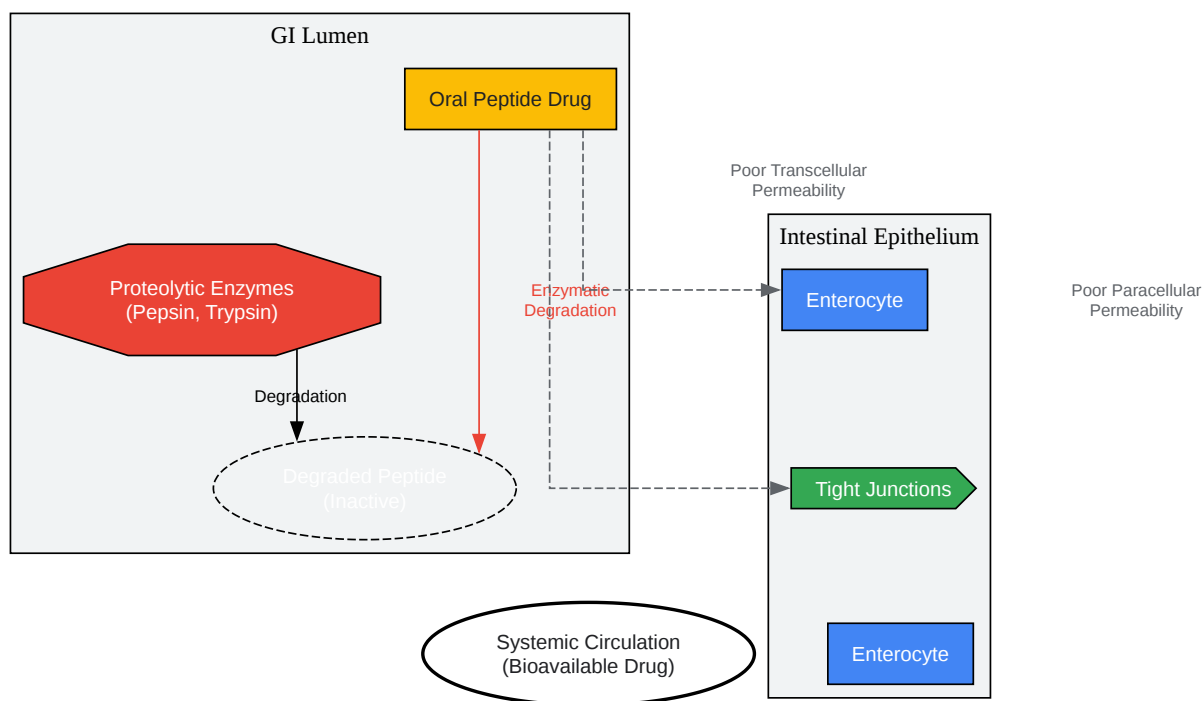 GI Lumen
Oral Peptide Drug
Poor Transcellular
Permeability
Intestinal Epithelium
Proteolytic Enzymes
(Pepsin, Trypsin)
Enzymatic
Degradation
Enterocyte
Poor Paracellular
Permeability
Degradation
Degraded Peptide
(Inactive)
Tight Junctions
Systemic Circulation
(Bioavailable Drug)
Enterocyte